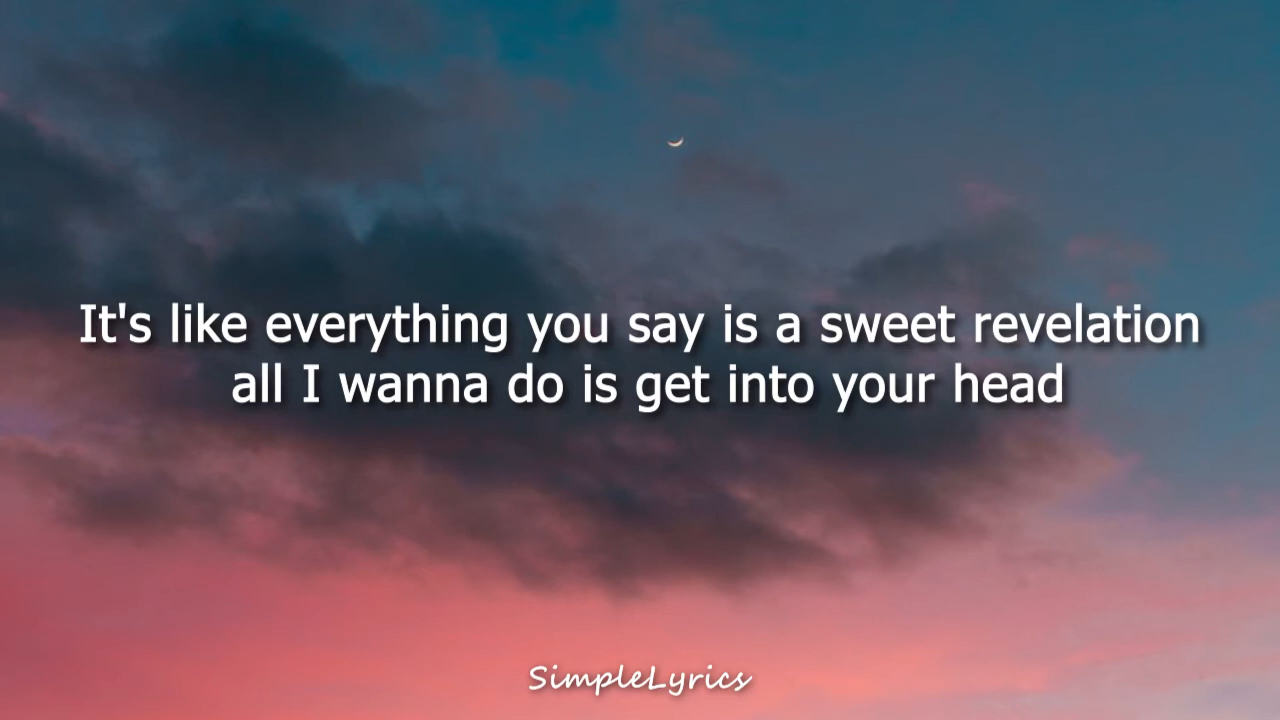 It's like everything you say is a sweet revelation
all I wanna do is get into your head
SimpleLyrics